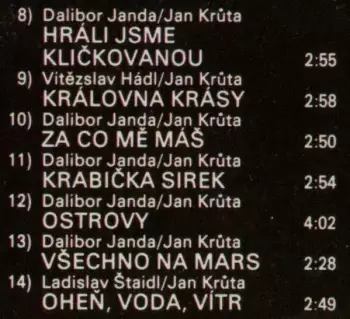 8) Dalibor Janda/Jan Krůta
HRÁLI JSME
KLIČKOVANOU 2:55
9) Vítězslav Hádl/Jan Krůta
KRÁLOVNA KRÁSY 2:58
10) Dalibor Janda/Jan Krůta
ZA CO MĚ MÁŠ 2:50
11) Dalibor Janda/Jan Krůta
KRABIČKA SIREK 2:54
12) Dalibor Janda/Jan Krůta
OSTROVY 4:02
13) Dalibor Janda/Jan Krůta
VŠECHNO NA MARS 2:28
14) Ladislav Štaidl/Jan Krůta
OHEŇ, VODA, VÍTR 2:49